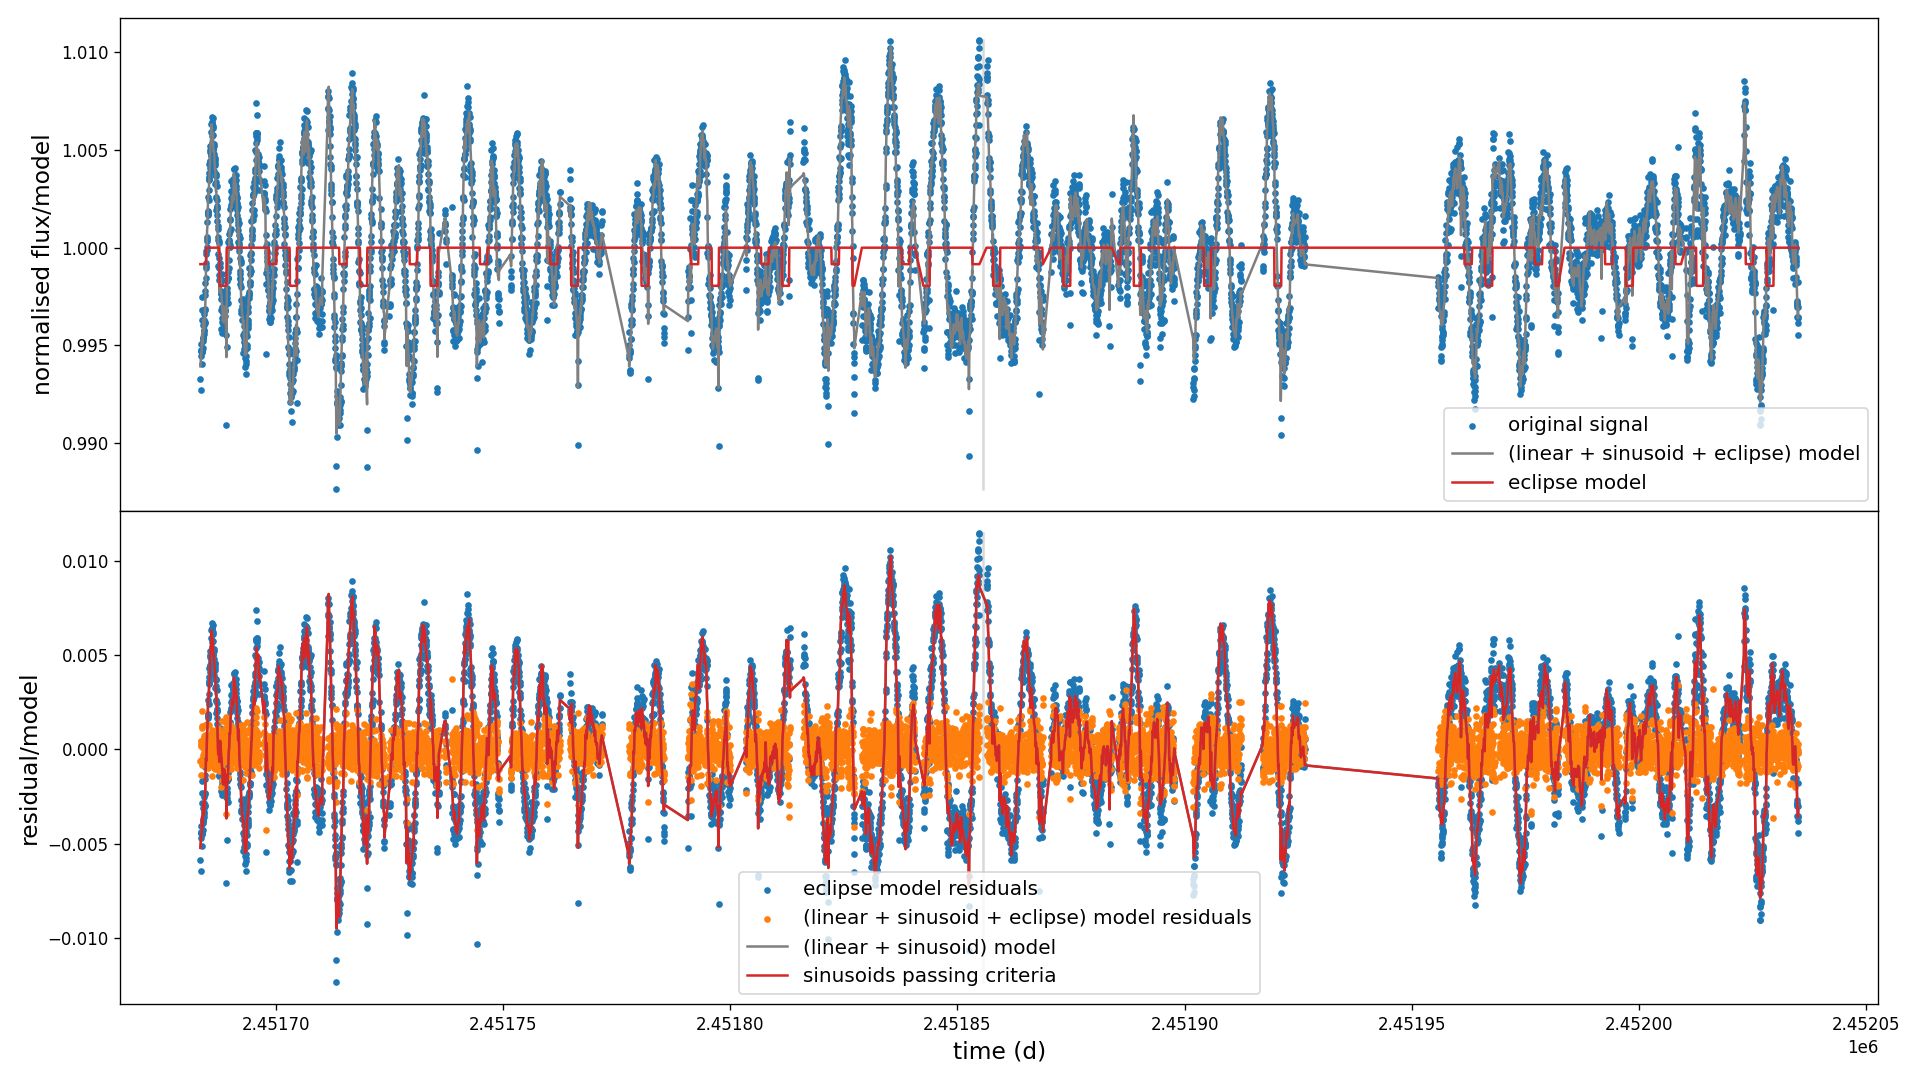 1.010
1.005
1.000
0.995
0.990
normalised flux/model
original signal
(linear + sinusoid + eclipse) model
eclipse model
0.010
0.005
0.000
−0.005
−0.010
residual/model
eclipse model residuals
(linear + sinusoid + eclipse) model residuals
(linear + sinusoid) model
sinusoids passing criteria
2.45170 2.45175 2.45180 2.45185 2.45190 2.45195 2.45200 2.45205
time (d)
1e6